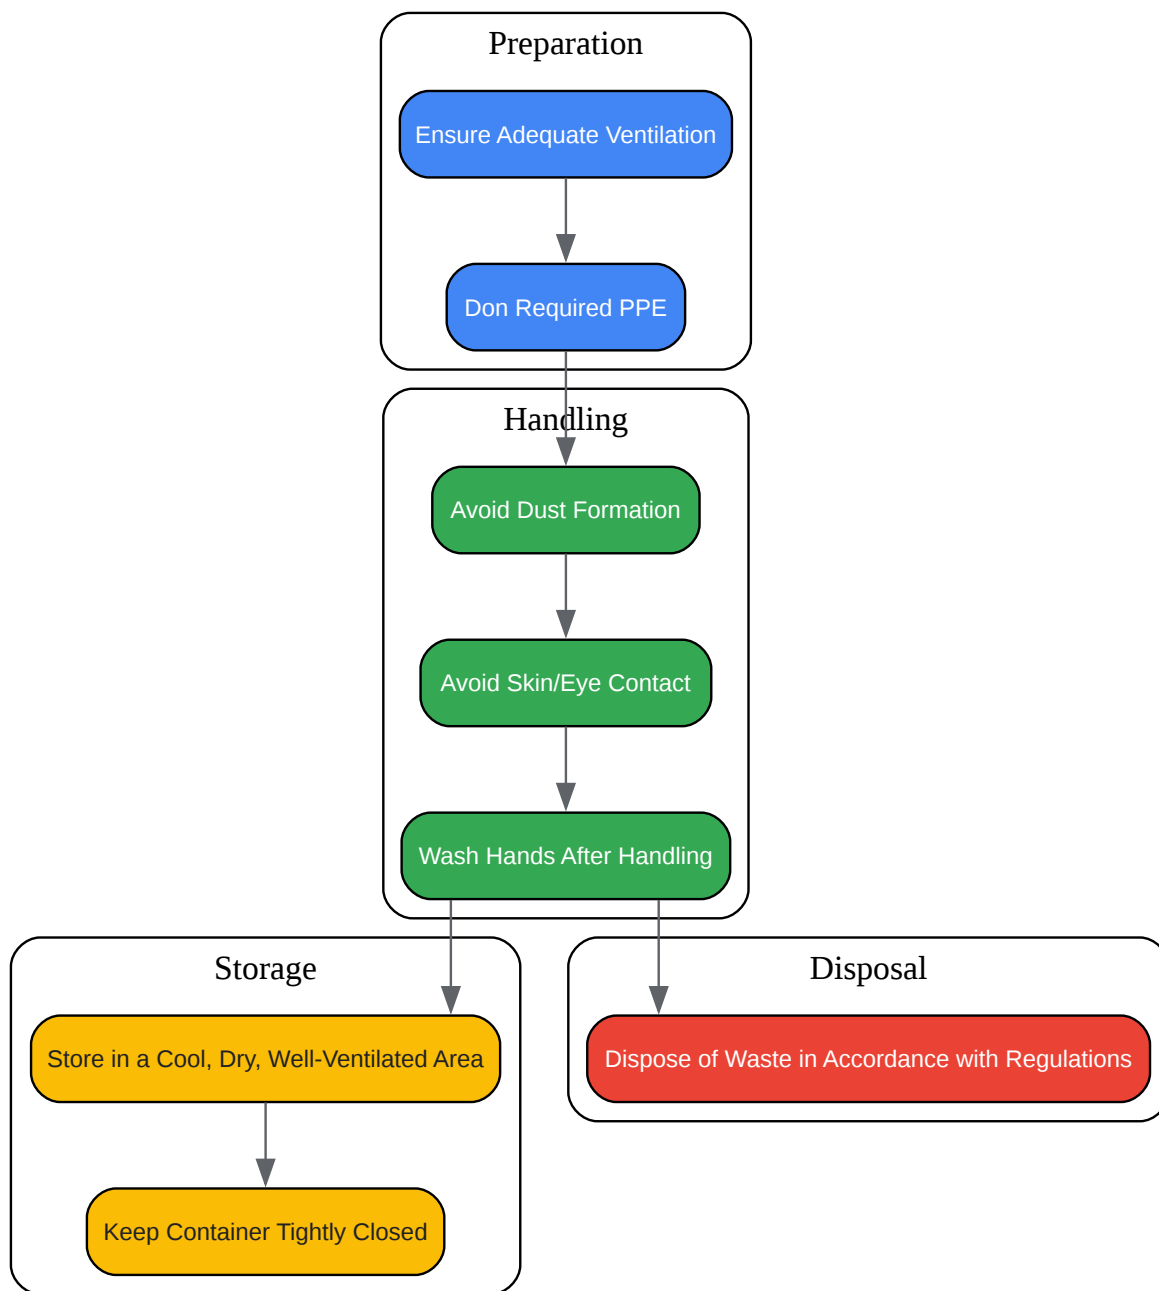 Preparation
Ensure Adequate Ventilation
Don Required PPE
Handling
Avoid Dust Formation
Avoid Skin/Eye Contact
Wash Hands After Handling
Storage
Store in a Cool, Dry, Well-Ventilated Area
Keep Container Tightly Closed
Disposal
Dispose of Waste in Accordance with Regulations